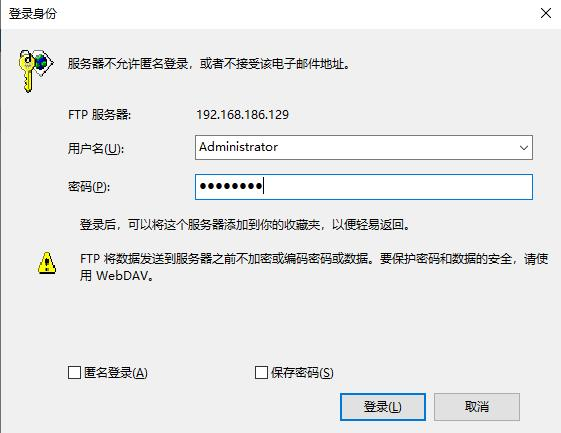 登录身份
服务器不允许匿名登录，或者不接受该电子邮件地址。
FTP 服务器:
192.168.186.129
用户名(U):
Administrator
密码(P):
●●●●●●●●
登录后，可以将这个服务器添加到你的收藏夹，以便轻易返回。
FTP 将数据发送到服务器之前不加密或编码密码或数据。要保护密码和数据的安全，请使
用 WebDAV。
匿名登录(A)
保存密码(S)
登录(L)
取消